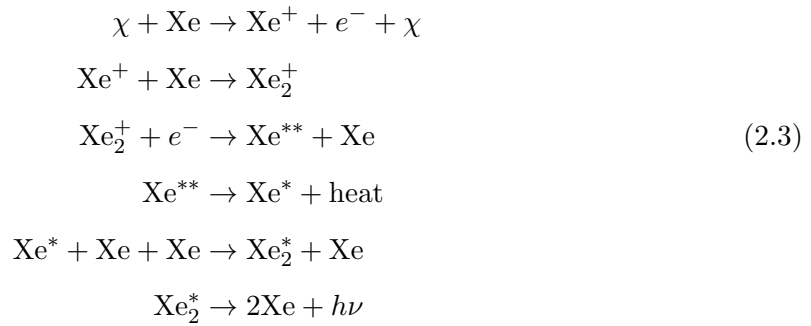 χ + Xe → Xe⁺ + e⁻ + χ
Xe⁺ + Xe → Xe₂⁺
Xe₂⁺ + e⁻ → Xe** + Xe (2.3)
Xe** → Xe* + heat
Xe* + Xe + Xe → Xe₂* + Xe
Xe₂* → 2Xe + hν